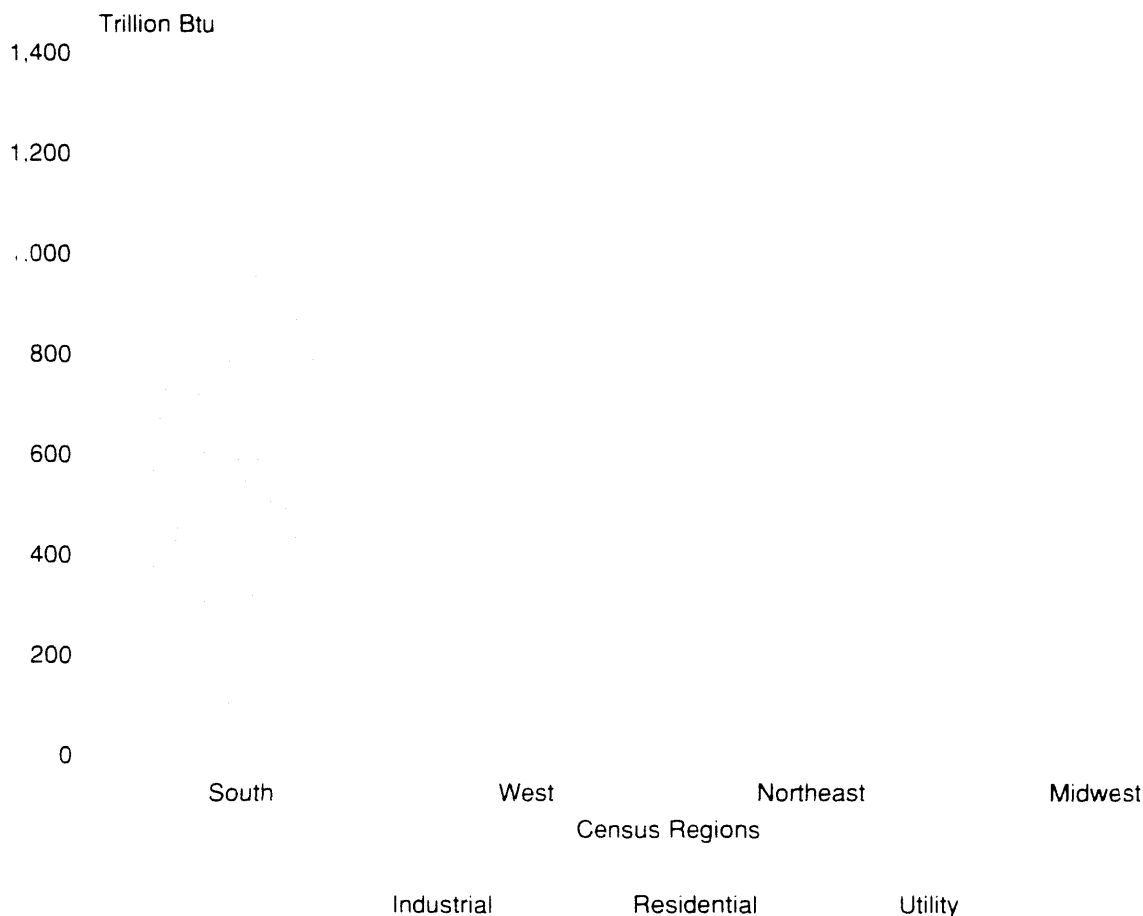 Trillion Btu
1,400
1,200
,.000
800
600
400
200
0
South West Northeast Midwest
Census Regions
Industrial Residential Utility